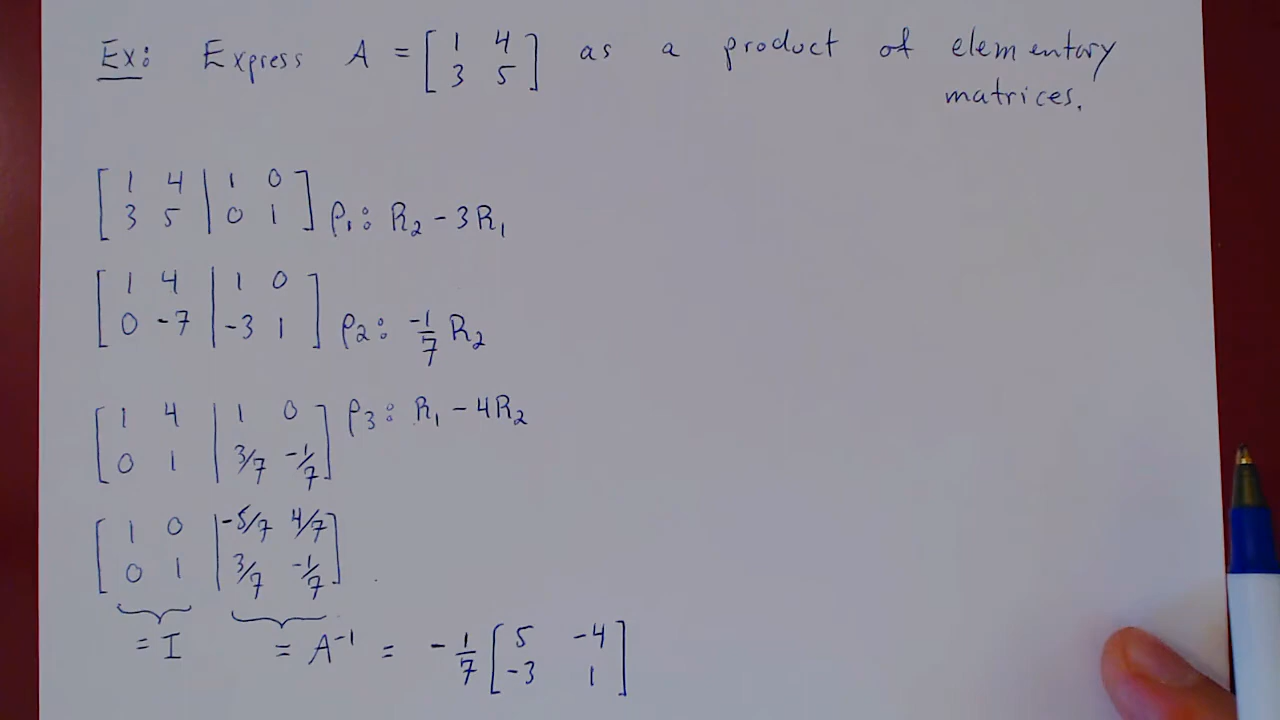 Ex: Express A = [ 1 4 ] as a product of elementary
[ 3 5 ] matrices.
[ 1 4 | 1 0 ]
[ 3 5 | 0 1 ] ρ₁: R₂ - 3R₁
[ 1 4 | 1 0 ]
[ 0 -7 | -3 1 ] ρ₂: -1/7 R₂
[ 1 4 | 1 0 ] ρ₃: R₁ - 4R₂
[ 0 1 | 3/7 -1/7 ]
[ 1 0 | -5/7 4/7 ]
[ 0 1 | 3/7 -1/7 ]
= I = A⁻¹ = - 1/7 [ 5 -4 ]
[ -3 1 ]